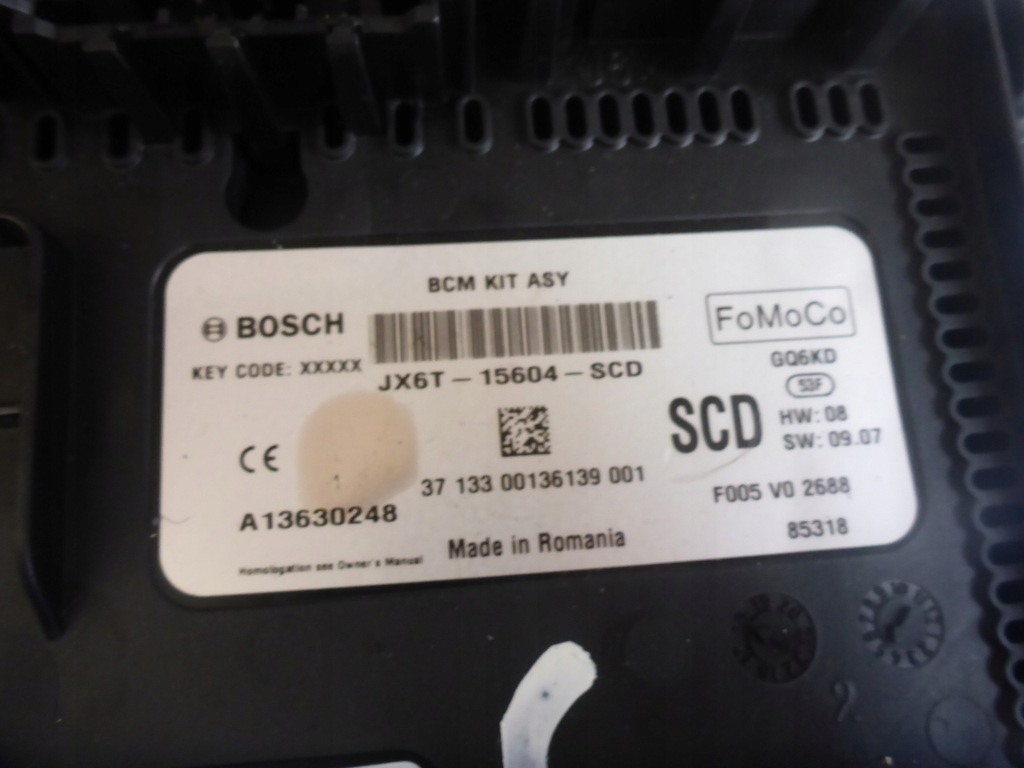 BCM KIT ASY
BOSCH
FoMoCo
KEY CODE: XXXXX
JX6T-15604-SCD
GQ6KD
53F
SCD
HW: 08
SW: 09.07
CE
37 133 00136139 001
F005 V0 2688
A13630248
Made in Romania
85318
Homologation see Owner's Manual